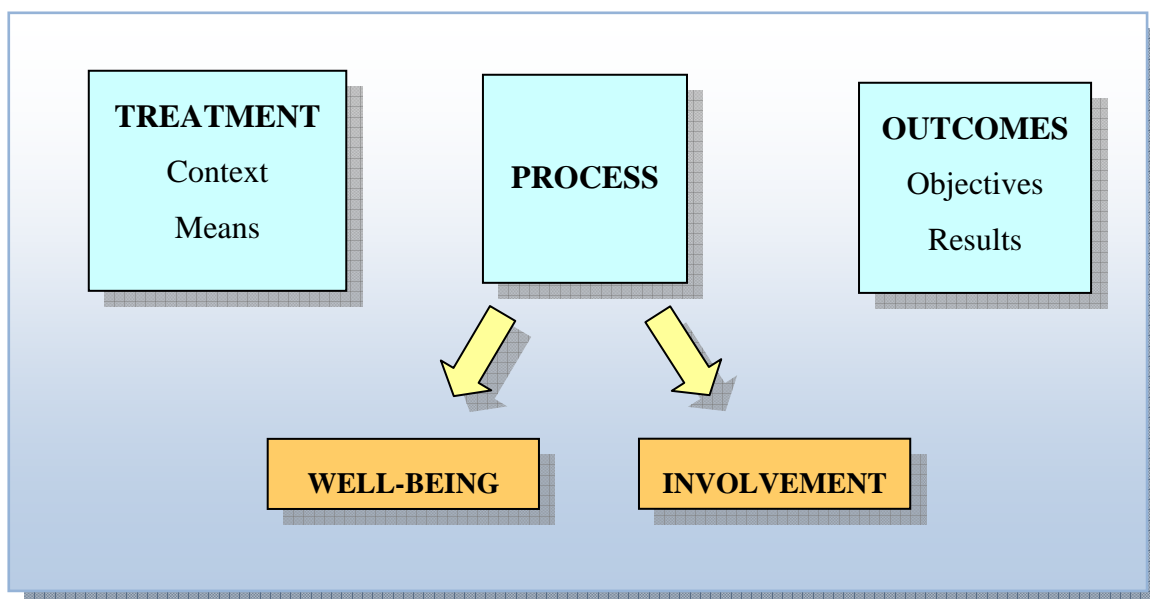 TREATMENT
Context
Means
PROCESS
OUTCOMES
Objectives
Results
WELL-BEING
INVOLVEMENT